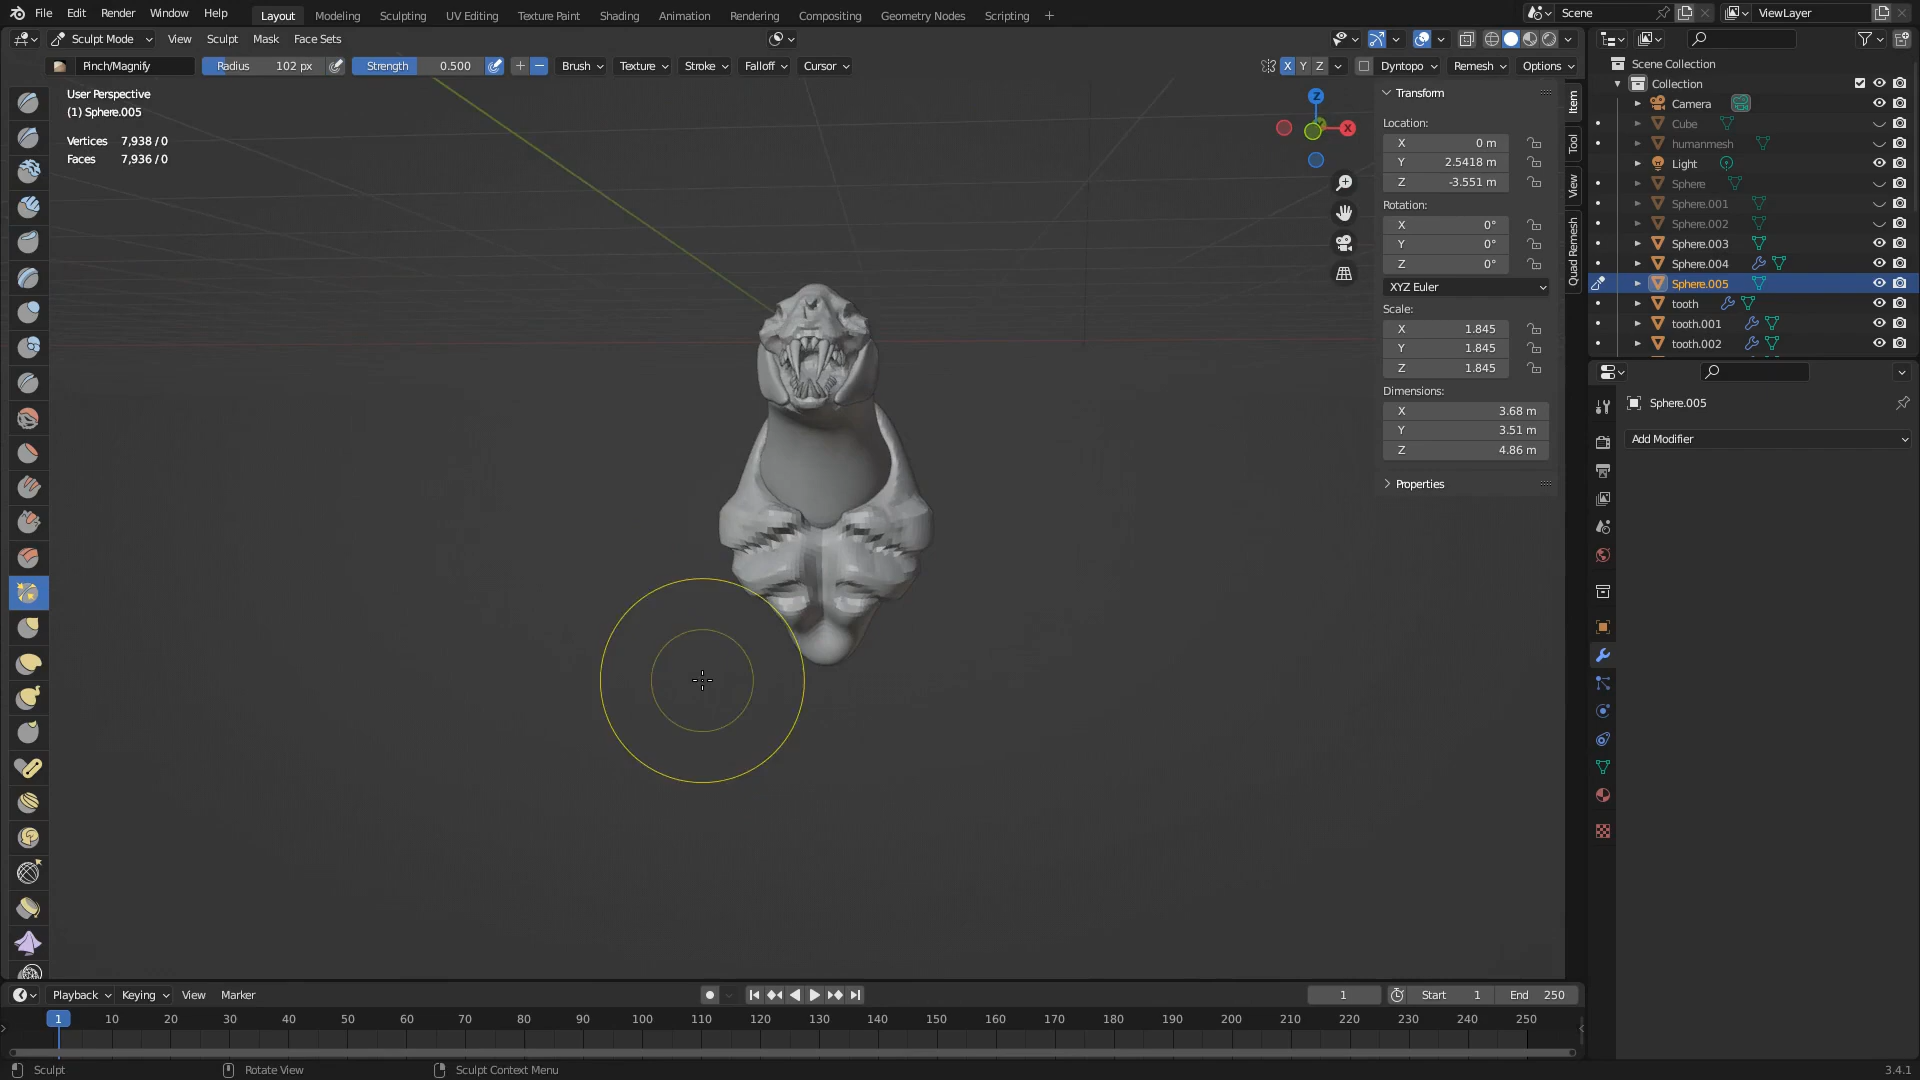 File Edit Render Window Help Layout Modeling Sculpting UV Editing Texture Paint Shading Animation Rendering Compositing Geometry Nodes Scripting + Scene ViewLayer
Sculpt Mode View Sculpt Mask Face Sets
Pinch/Magnify Radius 102 px Strength 0.500 Brush Texture Stroke Falloff Cursor X Y Z Dyntopo Remesh Options
User Perspective
(1) Sphere.005
Vertices 7,938 / 0
Faces 7,936 / 0
Z
X
Transform
Location:
X 0 m
Y 2.5418 m
Z -3.551 m
Rotation:
X 0°
Y 0°
Z 0°
XYZ Euler
Scale:
X 1.845
Y 1.845
Z 1.845
Dimensions:
X 3.68 m
Y 3.51 m
Z 4.86 m
Properties
Item
Tool
View
Quad Remesh
Scene Collection
Collection
Camera
Cube
humanmesh
Light
Sphere
Sphere.001
Sphere.002
Sphere.003
Sphere.004
Sphere.005
tooth
tooth.001
tooth.002
Sphere.005
Add Modifier
Playback Keying View Marker 1 Start 1 End 250
1 10 20 30 40 50 60 70 80 90 100 110 120 130 140 150 160 170 180 190 200 210 220 230 240 250
Sculpt Rotate View Sculpt Context Menu 3.4.1